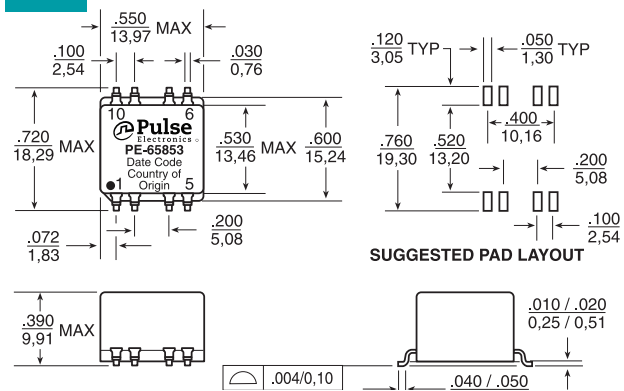 .550
13,97 MAX
.100
2,54
.030
0,76
.720
18,29 MAX
10 6
Pulse
Electronics
PE-65853
Date Code
Country of
Origin
1 5
.530
13,46 MAX
.600
15,24
.200
5,08
.072
1,83
.120
3,05 TYP
.050
1,30 TYP
.400
10,16
.760
19,30
.520
13,20
.200
5,08
.100
2,54
SUGGESTED PAD LAYOUT
.390
9,91 MAX
.004/0,10
.010 / .020
0,25 / 0,51
.040 / .050